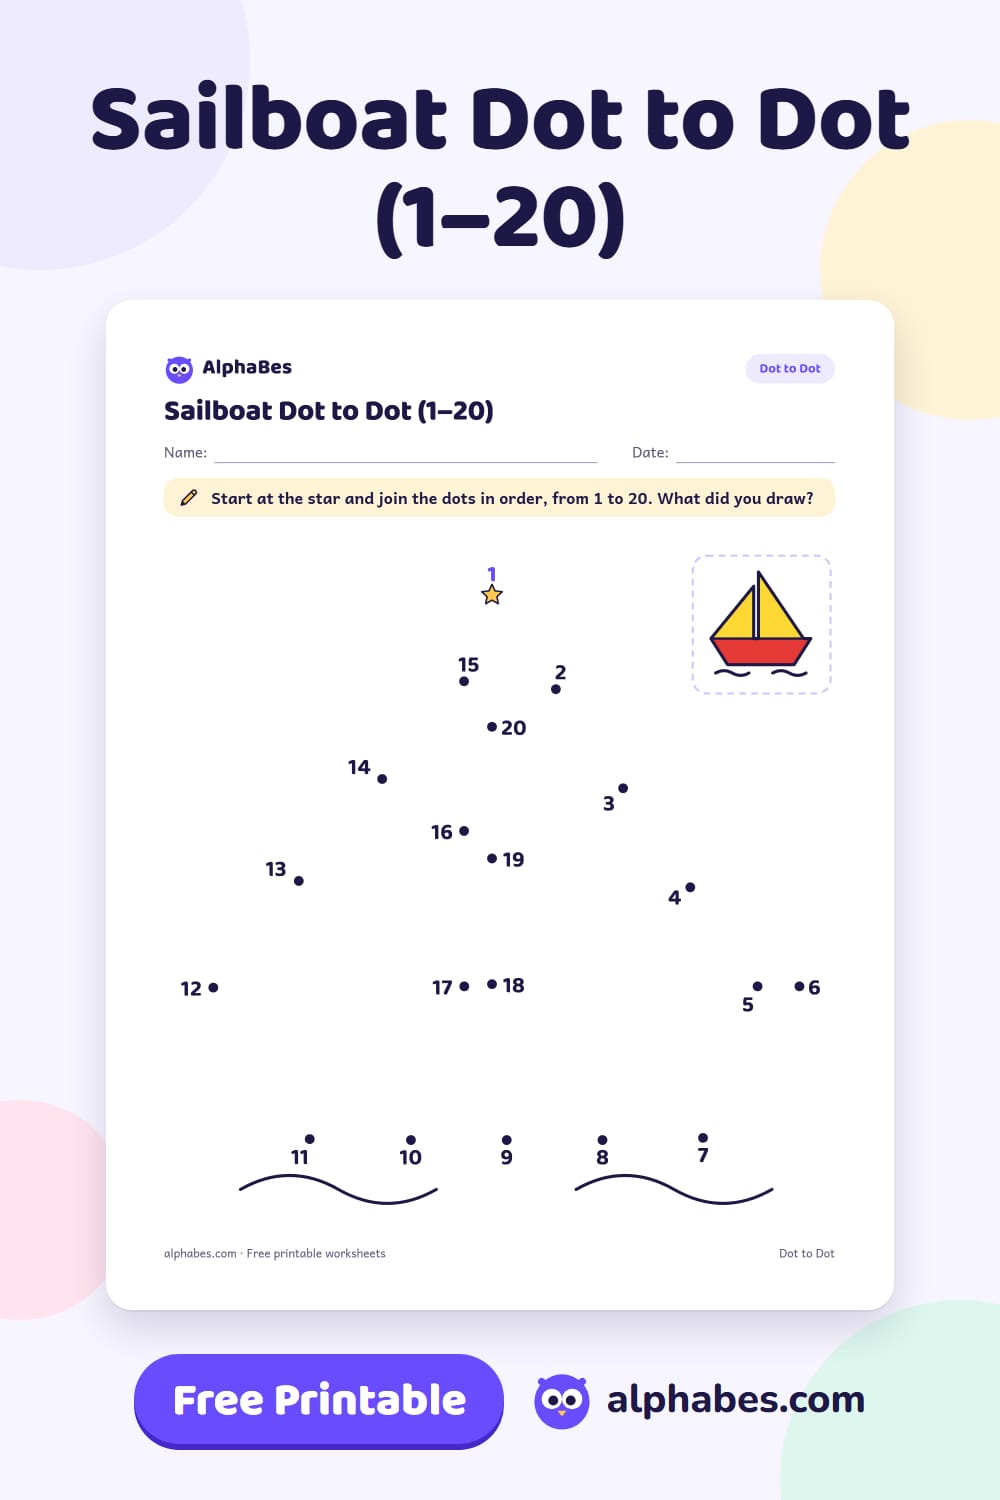 Sailboat Dot to Dot
(1–20)
AlphaBes
Dot to Dot
Sailboat Dot to Dot (1–20)
Name:
Date:
Start at the star and join the dots in order, from 1 to 20. What did you draw?
1
15
2
20
14
3
16
19
13
4
12
17
18
5
6
11
10
9
8
7
alphabes.com · Free printable worksheets
Dot to Dot
Free Printable
alphabes.com